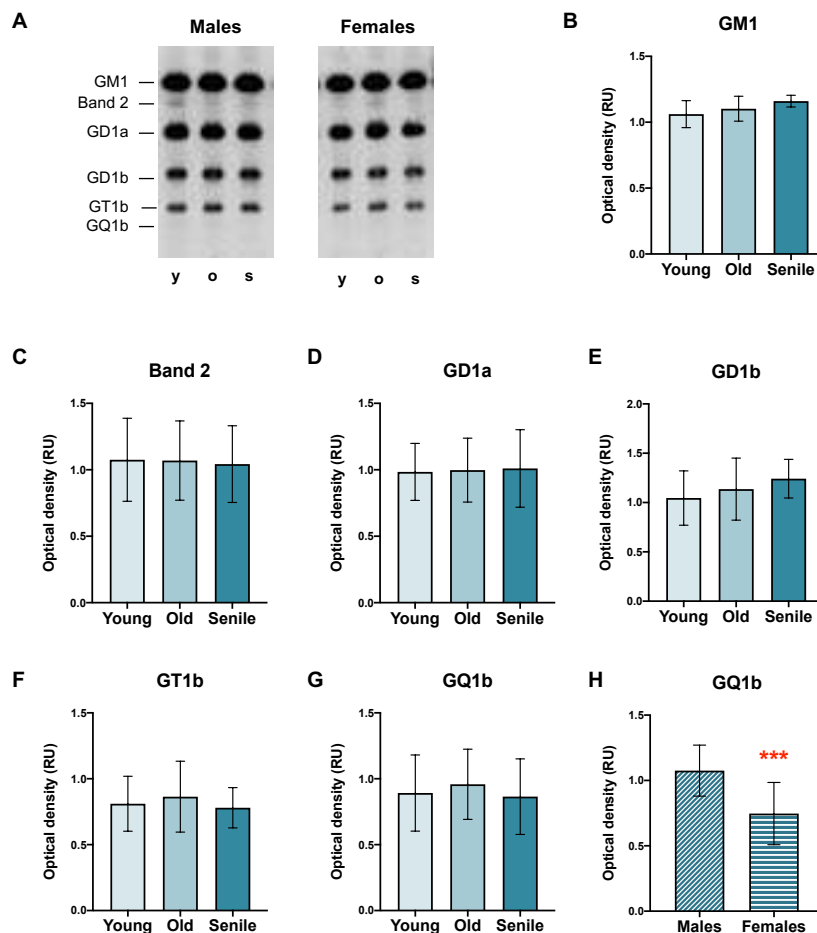 A
Males
Females
GM1
Band 2
GD1a
GD1b
GT1b
GQ1b
y o s
y o s
B
GM1
Optical density (RU)
1.5
1.0
0.5
0.0
Young Old Senile
C
Band 2
Optical density (RU)
1.5
1.0
0.5
0.0
Young Old Senile
D
GD1a
Optical density (RU)
1.5
1.0
0.5
0.0
Young Old Senile
E
GD1b
Optical density (RU)
2.0
1.5
1.0
0.5
0.0
Young Old Senile
F
GT1b
Optical density (RU)
1.5
1.0
0.5
0.0
Young Old Senile
G
GQ1b
Optical density (RU)
1.5
1.0
0.5
0.0
Young Old Senile
H
GQ1b
Optical density (RU)
1.5
1.0
0.5
0.0
***
Males Females